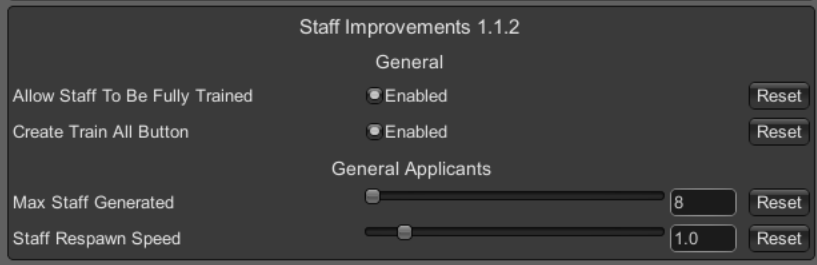 Staff Improvements 1.1.2
General
Allow Staff To Be Fully Trained Enabled Reset
Create Train All Button Enabled Reset
General Applicants
Max Staff Generated 8 Reset
Staff Respawn Speed 1.0 Reset